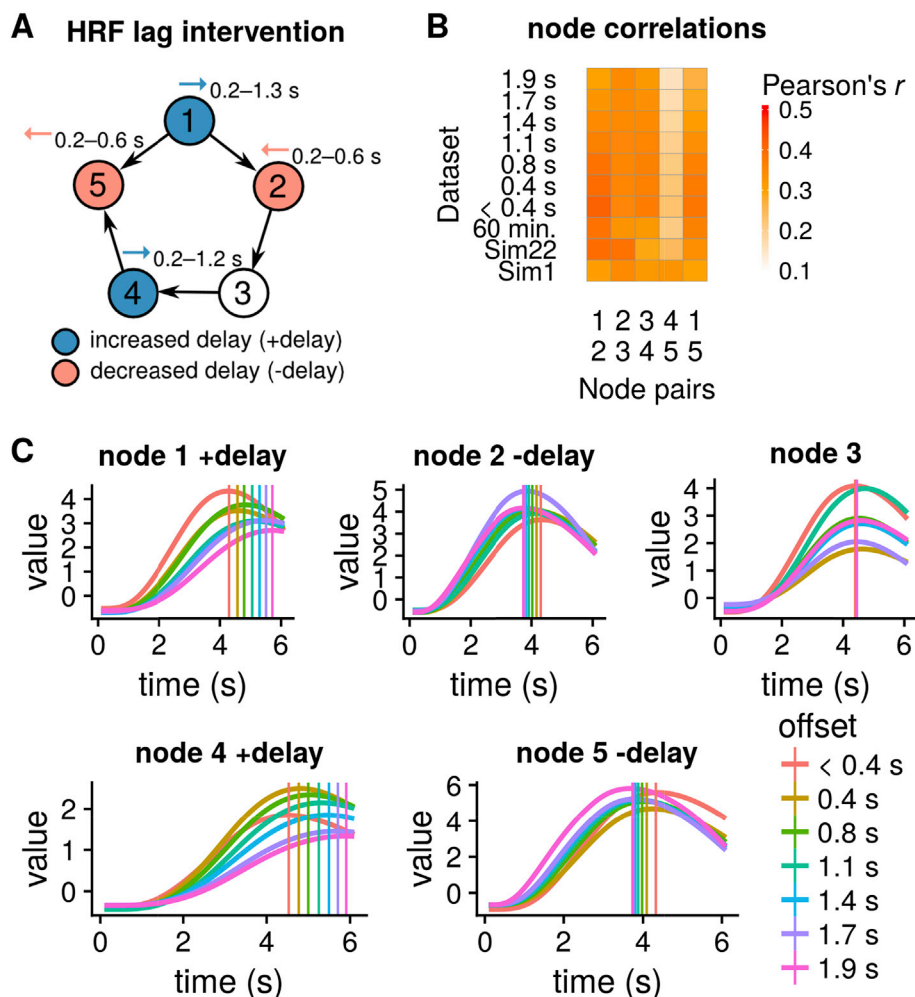 A HRF lag intervention
0.2–1.3 s
1
0.2–0.6 s
0.2–0.6 s
5
2
0.2–1.2 s
4
3
increased delay (+delay)
decreased delay (-delay)
B node correlations
Dataset
1.9 s
1.7 s
1.4 s
1.1 s
0.8 s
0.4 s
< 0.4 s
60 min.
Sim22
Sim1
1 2 3 4 1
2 3 4 5 5
Node pairs
Pearson's r
0.5
0.4
0.3
0.2
0.1
C
node 1 +delay
value
4
3
2
1
0
0 2 4 6
time (s)
node 2 -delay
value
5
4
3
2
1
0
0 2 4 6
time (s)
node 3
value
4
3
2
1
0
0 2 4 6
time (s)
node 4 +delay
value
2
1
0
0 2 4 6
time (s)
node 5 -delay
value
6
4
2
0
0 2 4 6
time (s)
offset
< 0.4 s
0.4 s
0.8 s
1.1 s
1.4 s
1.7 s
1.9 s